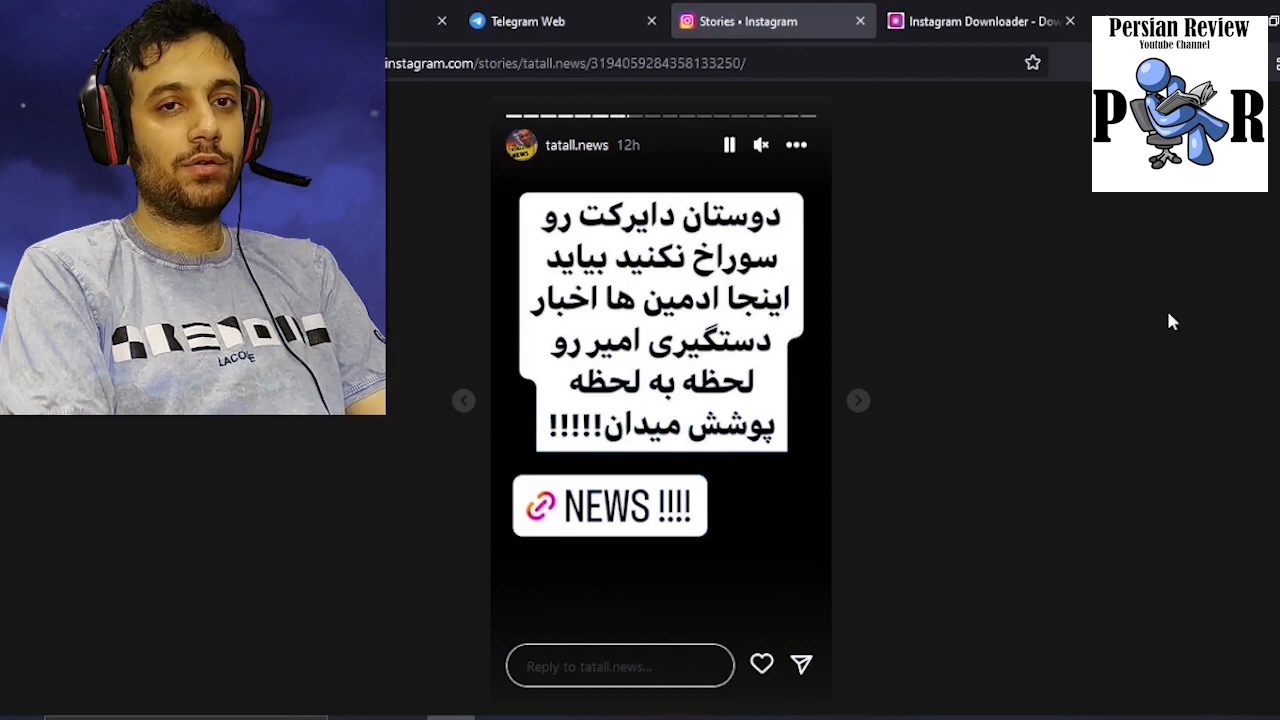 Telegram Web
Stories • Instagram
Instagram Downloader - Dow
instagram.com/stories/tatall.news/3194059284358133250/
Persian Review
Youtube Channel
P R
tatall.news 12h
دوستان دایرکت رو
سوراخ نکنید بیاید
اینجا ادمین ها اخبار
دستگیری امیر رو
لحظه به لحظه
پوشش میدان!!!!!
NEWS !!!!
Reply to tatall.news...
LACOSTE